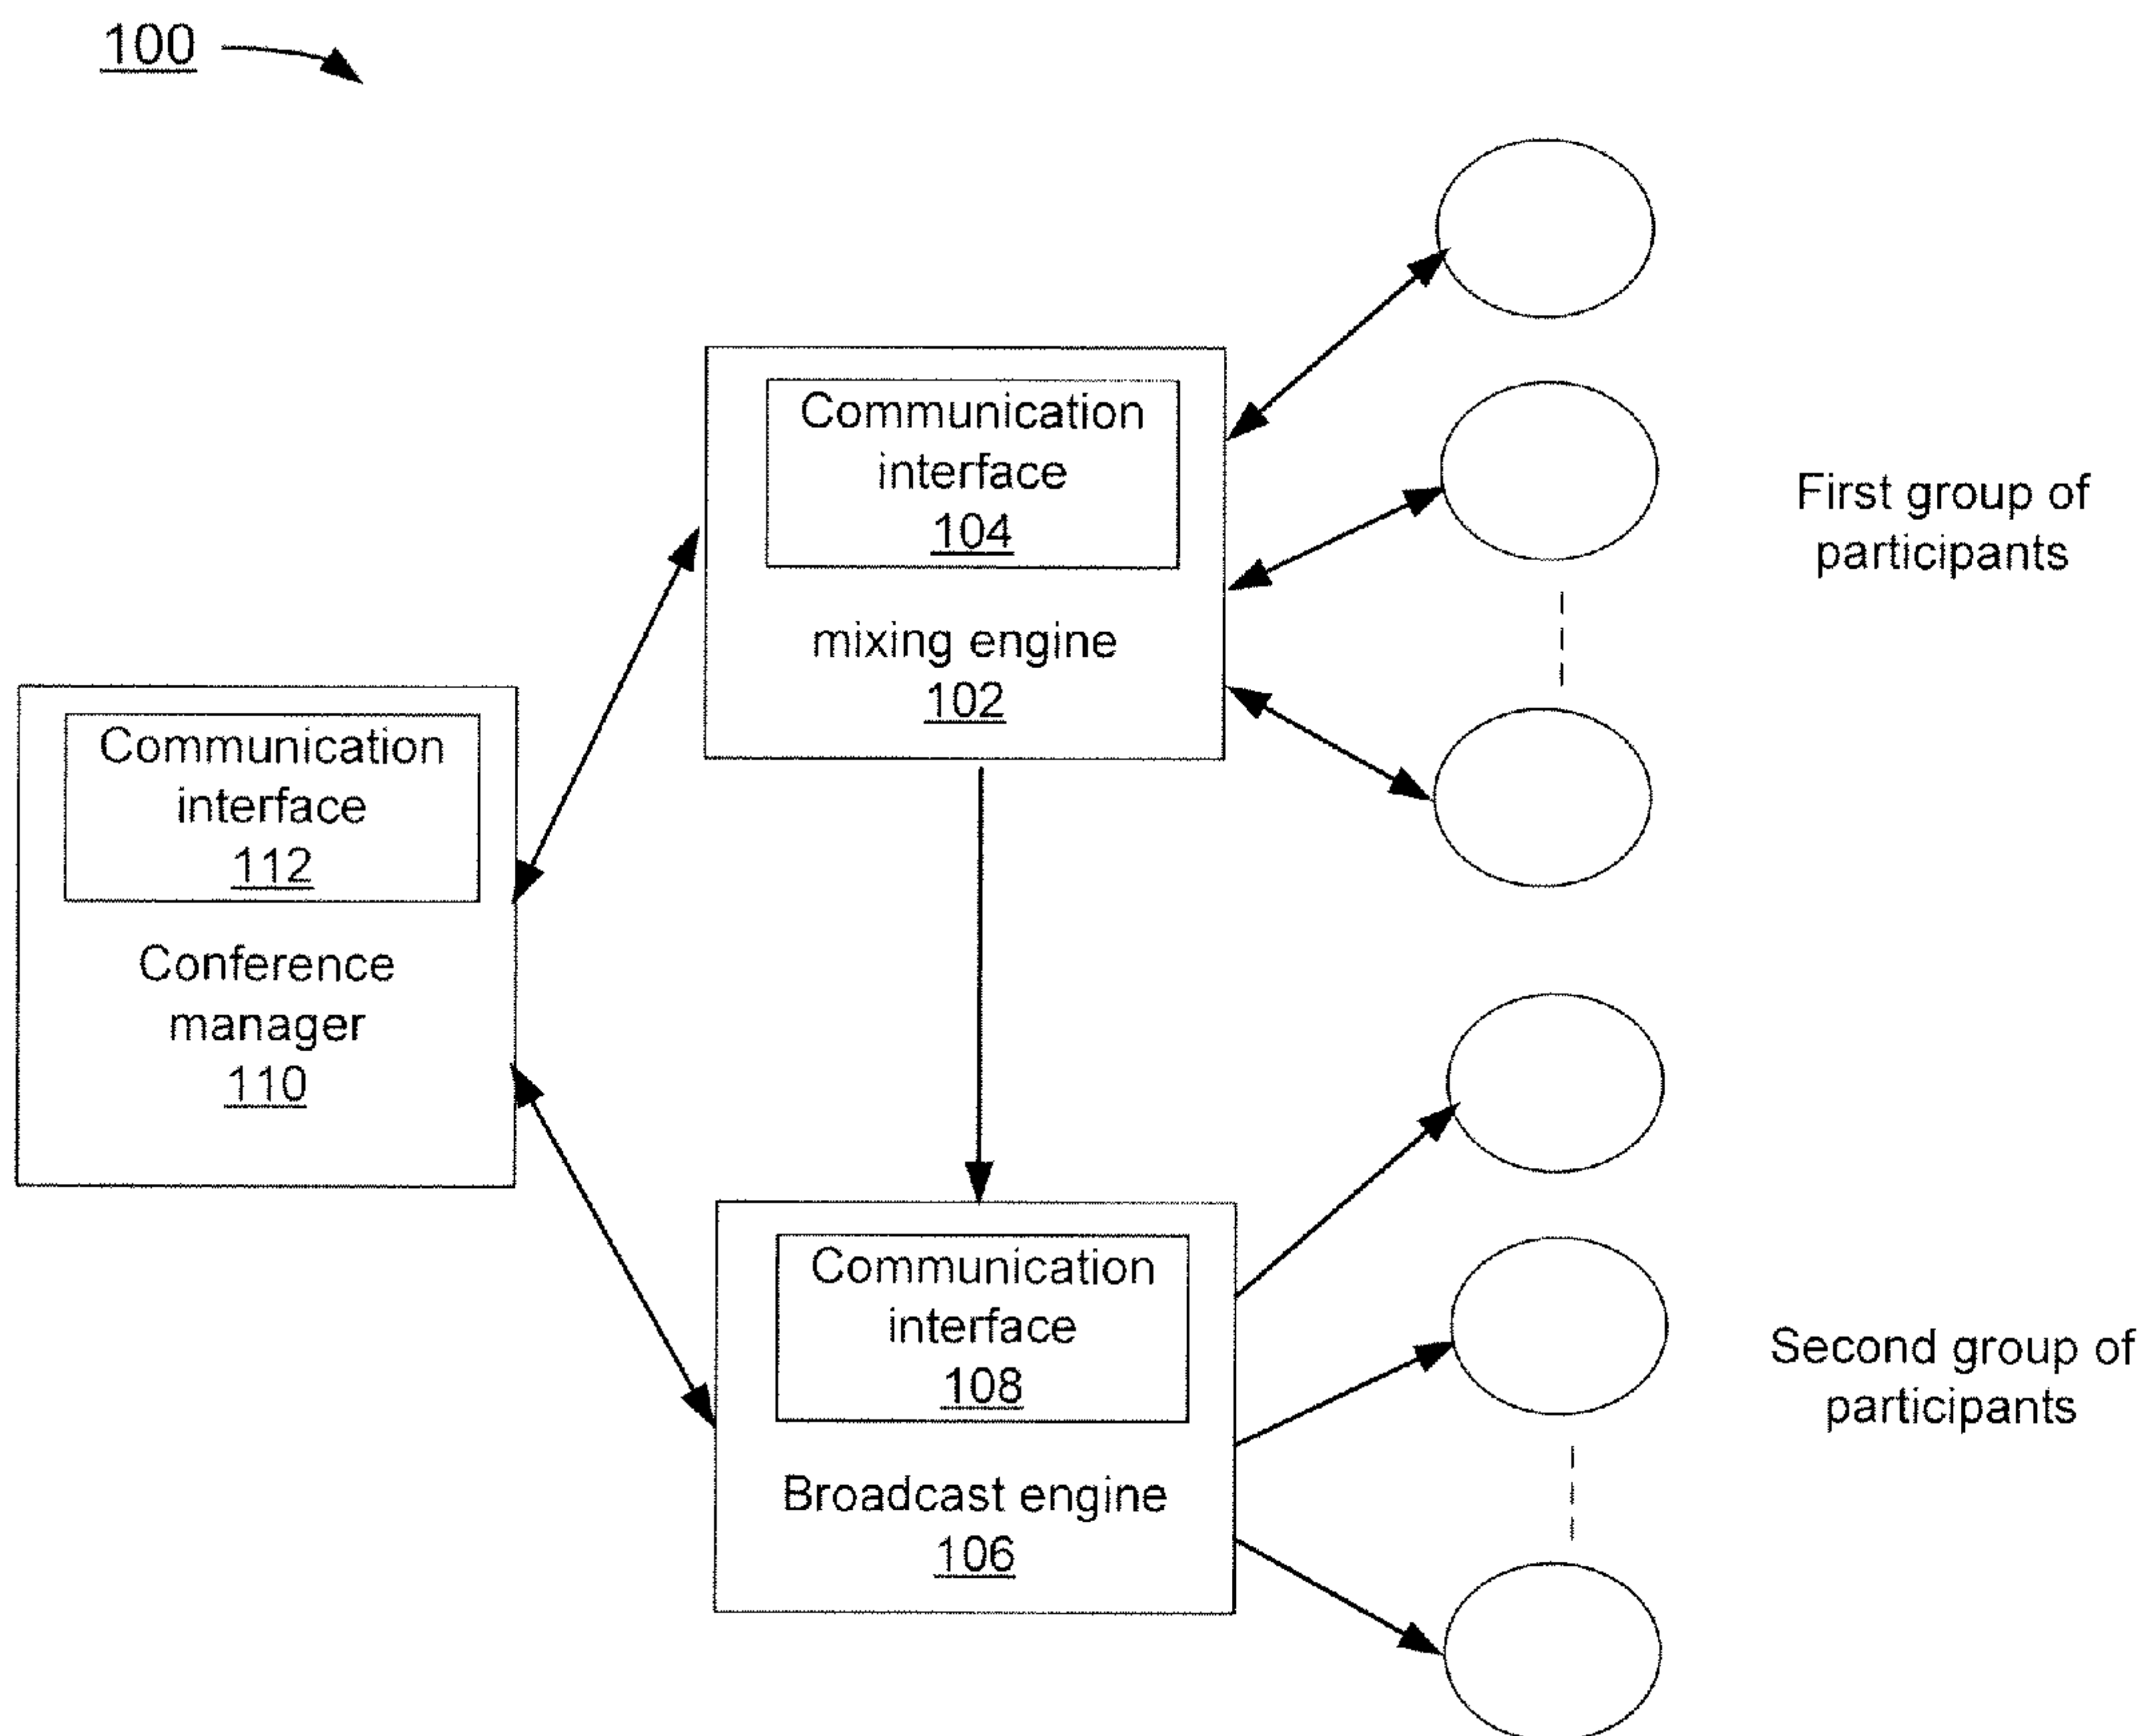 100
Communication
interface
104
mixing engine
102
First group of
participants
Communication
interface
112
Conference
manager
110
Communication
interface
108
Broadcast engine
106
Second group of
participants